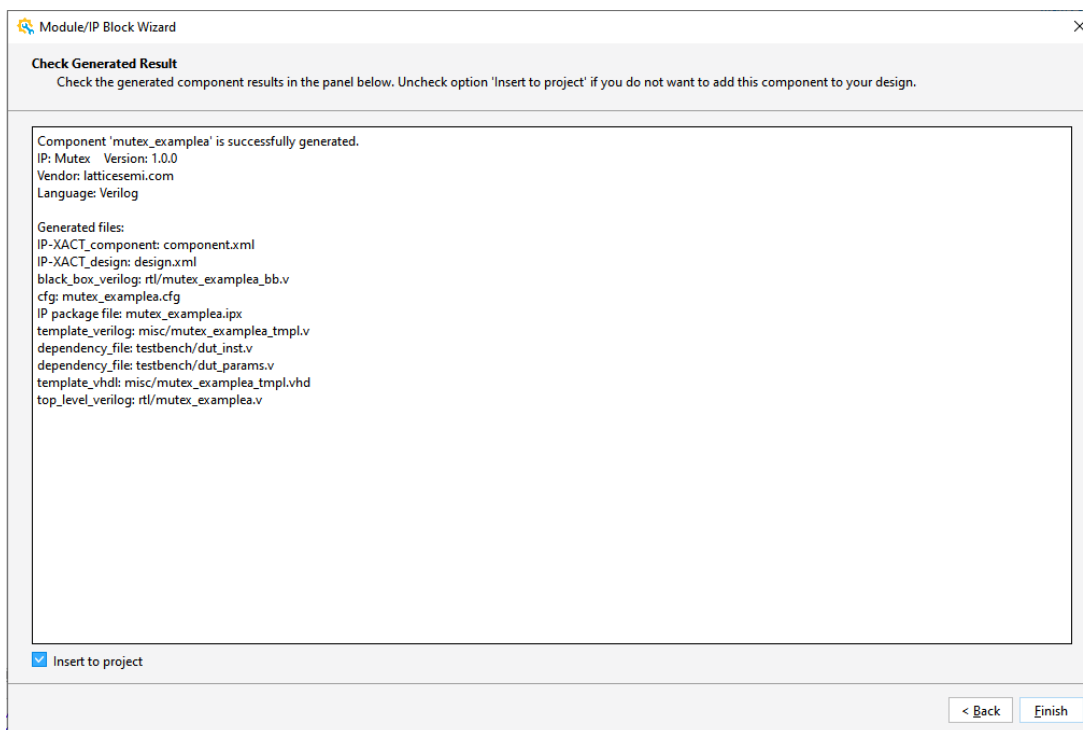 Module/IP Block Wizard
Check Generated Result
Check the generated component results in the panel below. Uncheck option 'Insert to project' if you do not want to add this component to your design.
Component 'mutex_examplea' is successfully generated.
IP: Mutex    Version: 1.0.0
Vendor: latticesemi.com
Language: Verilog
Generated files:
IP-XACT_component: component.xml
IP-XACT_design: design.xml
black_box_verilog: rtl/mutex_examplea_bb.v
cfg: mutex_examplea.cfg
IP package file: mutex_examplea.ipx
template_verilog: misc/mutex_examplea_tmpl.v
dependency_file: testbench/dut_inst.v
dependency_file: testbench/dut_params.v
template_vhdl: misc/mutex_examplea_tmpl.vhd
top_level_verilog: rtl/mutex_examplea.v
Insert to project
< Back
Finish